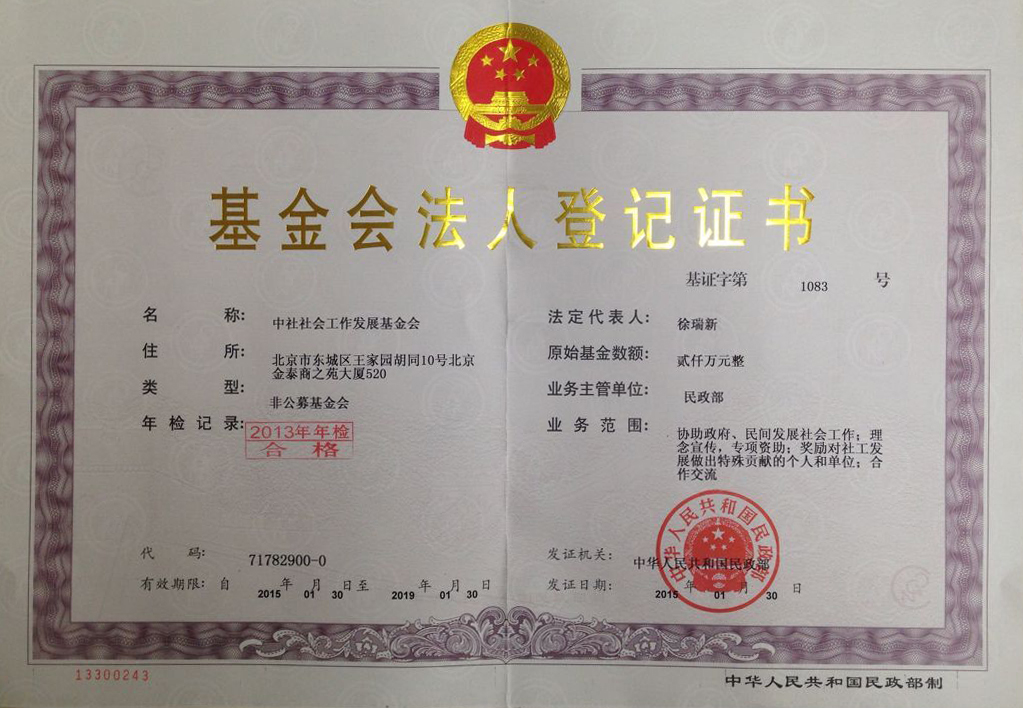 基金会法人登记证书
基证字第 1083 号
名 称: 中社社会工作发展基金会
住 所: 北京市东城区王家园胡同10号北京
金泰商之苑大厦520
类 型: 非公募基金会
年检记录:
2013年年检
合 格
法定代表人: 徐瑞新
原始基金数额: 贰仟万元整
业务主管单位: 民政部
业务范围: 协助政府、民间发展社会工作；理
念宣传，专项资助；奖励对社工发
展做出特殊贡献的个人和单位；合
作交流
代 码: 71782900-0
有效期限: 自 2015 年 01 月 30 日至 2019 年 01 月 30 日
发证机关: 中华人民共和国民政部
发证日期: 2015 年 01 月 30 日
中华人民共和国民政部
13300243
中华人民共和国民政部制